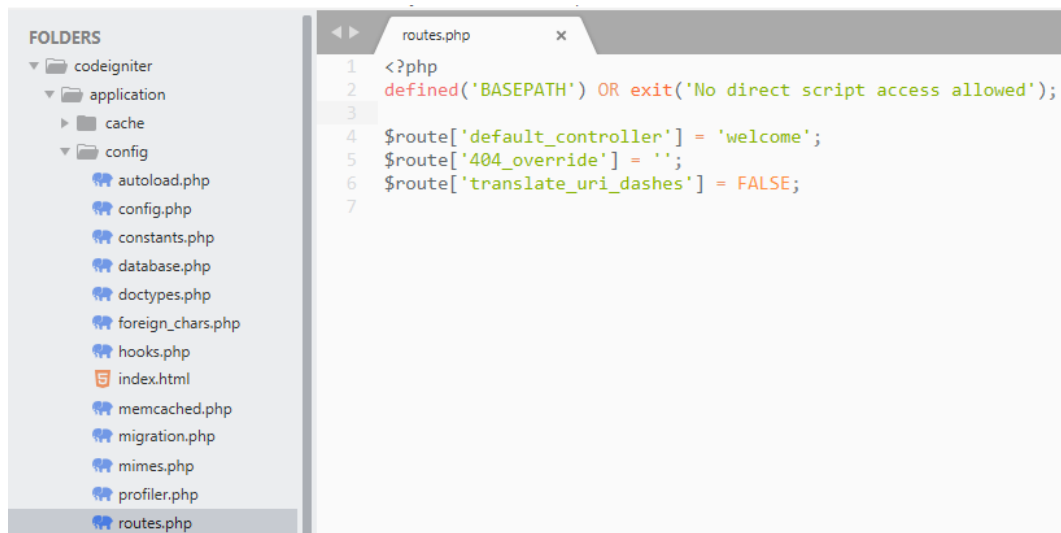 FOLDERS
codeigniter
application
cache
config
autoload.php
config.php
constants.php
database.php
doctypes.php
foreign_chars.php
hooks.php
index.html
memcached.php
migration.php
mimes.php
profiler.php
routes.php
routes.php ×
1 <?php
2 defined('BASEPATH') OR exit('No direct script access allowed');
3
4 $route['default_controller'] = 'welcome';
5 $route['404_override'] = '';
6 $route['translate_uri_dashes'] = FALSE;
7